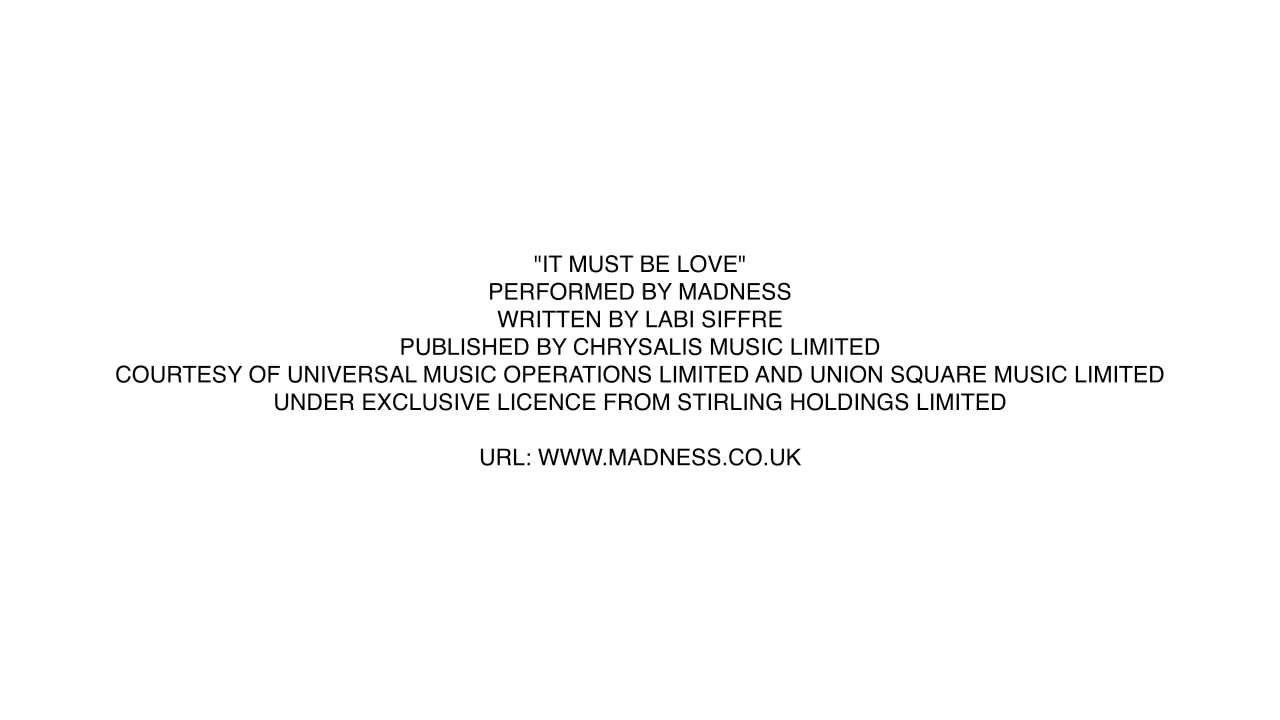 "IT MUST BE LOVE"
PERFORMED BY MADNESS
WRITTEN BY LABI SIFFRE
PUBLISHED BY CHRYSALIS MUSIC LIMITED
COURTESY OF UNIVERSAL MUSIC OPERATIONS LIMITED AND UNION SQUARE MUSIC LIMITED
UNDER EXCLUSIVE LICENCE FROM STIRLING HOLDINGS LIMITED
URL: WWW.MADNESS.CO.UK